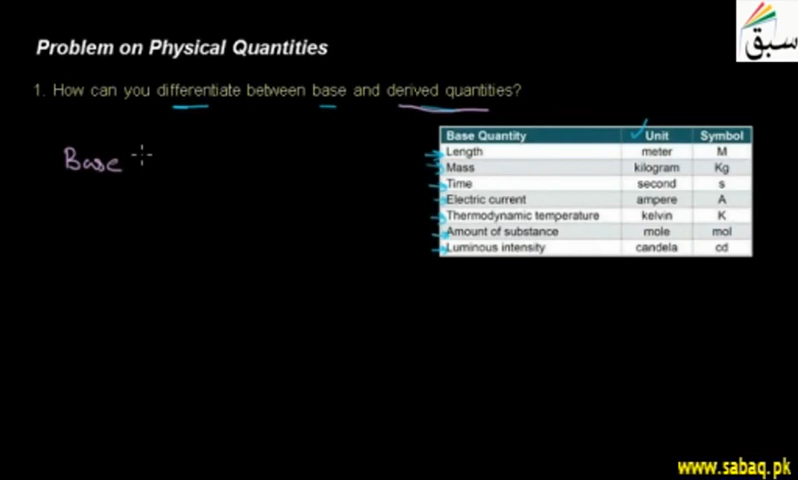 سبق
Problem on Physical Quantities
1. How can you differentiate between base and derived quantities?
Base
Base Quantity Unit Symbol
Length meter M
Mass kilogram Kg
Time second s
Electric current ampere A
Thermodynamic temperature kelvin K
Amount of substance mole mol
Luminous intensity candela cd
www.sabaq.pk